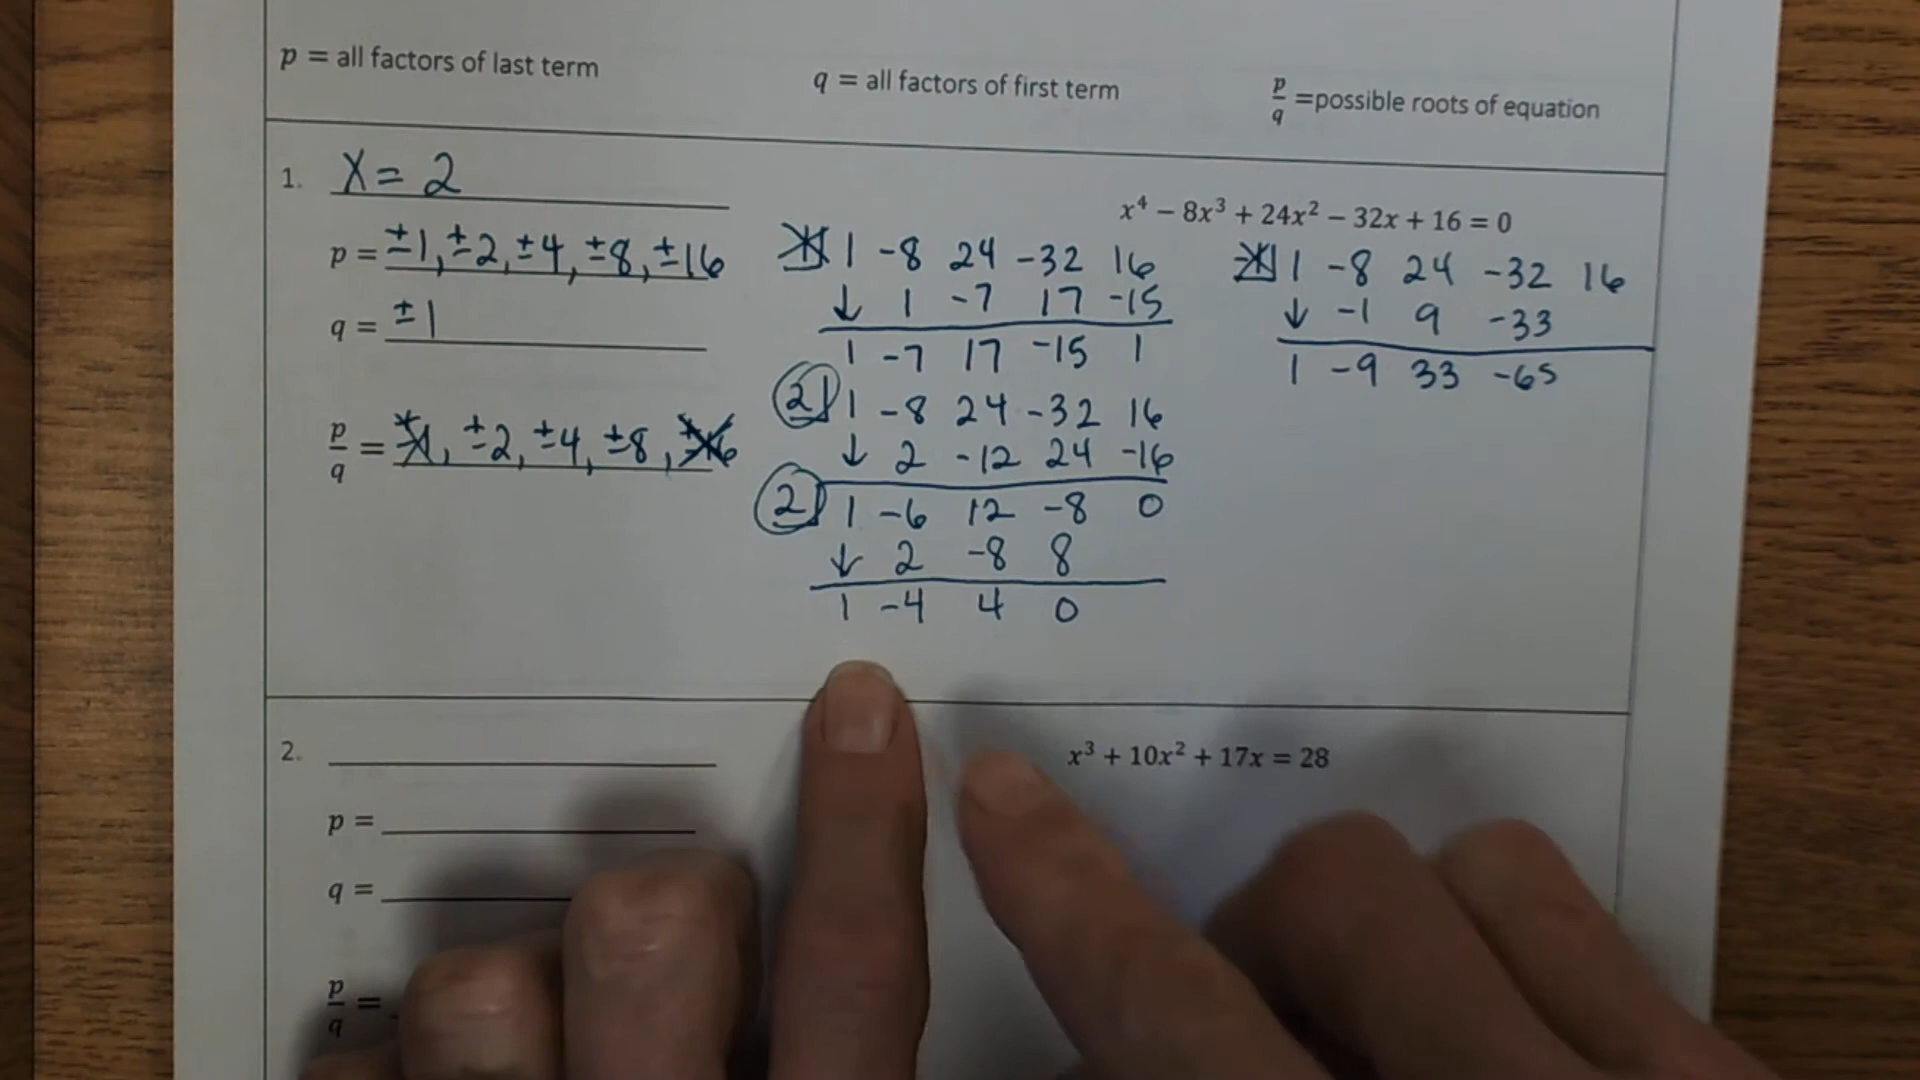 p = all factors of last term
q = all factors of first term
p/q =possible roots of equation
1. x = 2
x⁴ − 8x³ + 24x² − 32x + 16 = 0
p = ±1, ±2, ±4, ±8, ±16
q = ±1
p/q = ±1, ±2, ±4, ±8, ±16
1 1 -8 24 -32 16
↓ 1 -7 17 -15
1 -7 17 -15 1
2 1 -8 24 -32 16
↓ 2 -12 24 -16
2 1 -6 12 -8 0
↓ 2 -8 8
1 -4 4 0
-1 1 -8 24 -32 16
↓ -1 9 -33
1 -9 33 -65
2.
x³ + 10x² + 17x = 28
p =
q =
p/q =